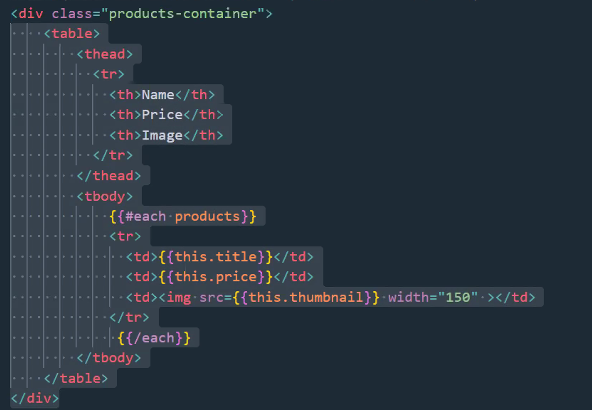 <div class="products-container">
    <table>
        <thead>
          <tr>
            <th>Name</th>
            <th>Price</th>
            <th>Image</th>
          </tr>
        </thead>
        <tbody>
            {{#each products}}
            <tr>
              <td>{{this.title}}</td>
              <td>{{this.price}}</td>
              <td><img src={{this.thumbnail}} width="150" ></td>
            </tr>
             {{/each}}
        </tbody>
    </table>
</div>